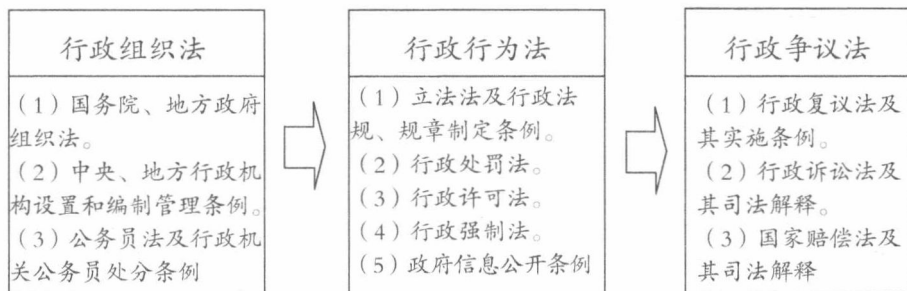 行政组织法
（1）国务院、地方政府
组织法。
（2）中央、地方行政机
构设置和编制管理条例。
（3）公务员法及行政机
关公务员处分条例
行政行为法
（1）立法法及行政法
规、规章制定条例。
（2）行政处罚法。
（3）行政许可法。
（4）行政强制法。
（5）政府信息公开条例
行政争议法
（1）行政复议法及
其实施条例。
（2）行政诉讼法及
其司法解释。
（3）国家赔偿法及
其司法解释